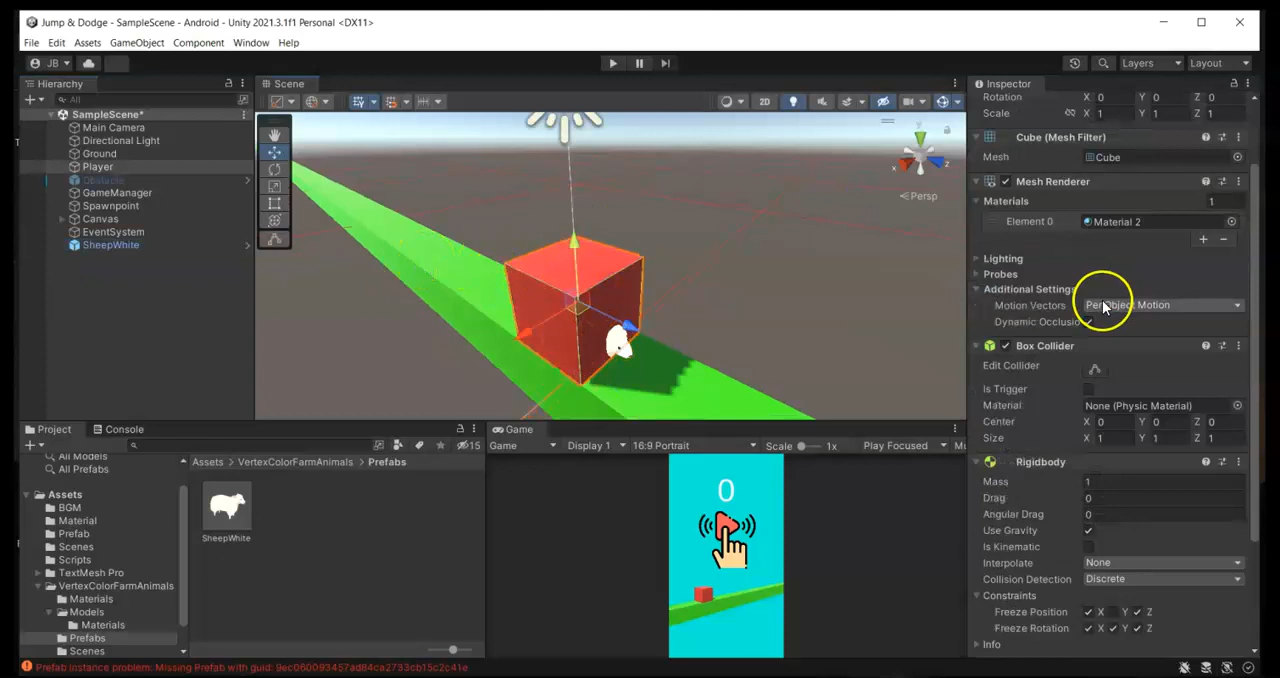 Jump & Dodge - SampleScene - Android - Unity 2021.3.1f1 Personal <DX11>
File Edit Assets GameObject Component Window Help
JB Layers Layout
Hierarchy
All
SampleScene*
Main Camera
Directional Light
Ground
Player
Obstacle
GameManager
Spawnpoint
Canvas
EventSystem
SheepWhite
Scene
2D
y
x
z
Persp
Inspector
Rotation X 0 Y 0 Z 0
Scale X 1 Y 1 Z 1
Cube (Mesh Filter)
Mesh Cube
Mesh Renderer
Materials 1
Element 0 Material 2
Lighting
Probes
Additional Settings
Motion Vectors Per Object Motion
Dynamic Occlusio
Box Collider
Edit Collider
Is Trigger
Material None (Physic Material)
Center X 0 Y 0 Z 0
Size X 1 Y 1 Z 1
Rigidbody
Mass 1
Drag 0
Angular Drag 0
Use Gravity
Is Kinematic
Interpolate None
Collision Detection Discrete
Constraints
Freeze Position X Y Z
Freeze Rotation X Y Z
Info
Project Console
15
All Models
All Prefabs
Assets
BGM
Material
Prefab
Scenes
Scripts
TextMesh Pro
VertexColorFarmAnimals
Materials
Models
Materials
Prefabs
Scenes
Assets > VertexColorFarmAnimals > Prefabs
SheepWhite
Game
Game Display 1 16:9 Portrait Scale 1x Play Focused Mu
0
Prefab instance problem: Missing Prefab with guid: 9ec060093457ad64ca2733cb15c2c41e